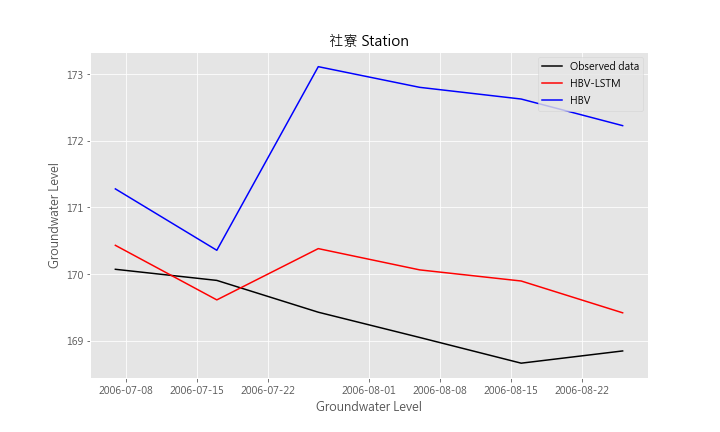 社寮 Station
Observed data
HBV-LSTM
HBV
Groundwater Level
173
172
171
170
169
2006-07-08
2006-07-15
2006-07-22
2006-08-01
2006-08-08
2006-08-15
2006-08-22
Groundwater Level